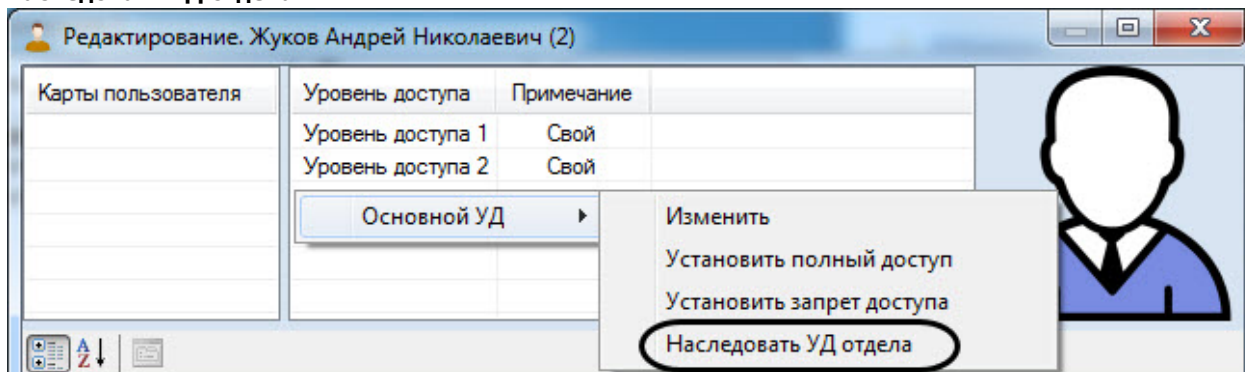 Редактирование. Жуков Андрей Николаевич (2)
Карты пользователя
Уровень доступа Примечание
Уровень доступа 1 Свой
Уровень доступа 2 Свой
Основной УД
Изменить
Установить полный доступ
Установить запрет доступа
Наследовать УД отдела